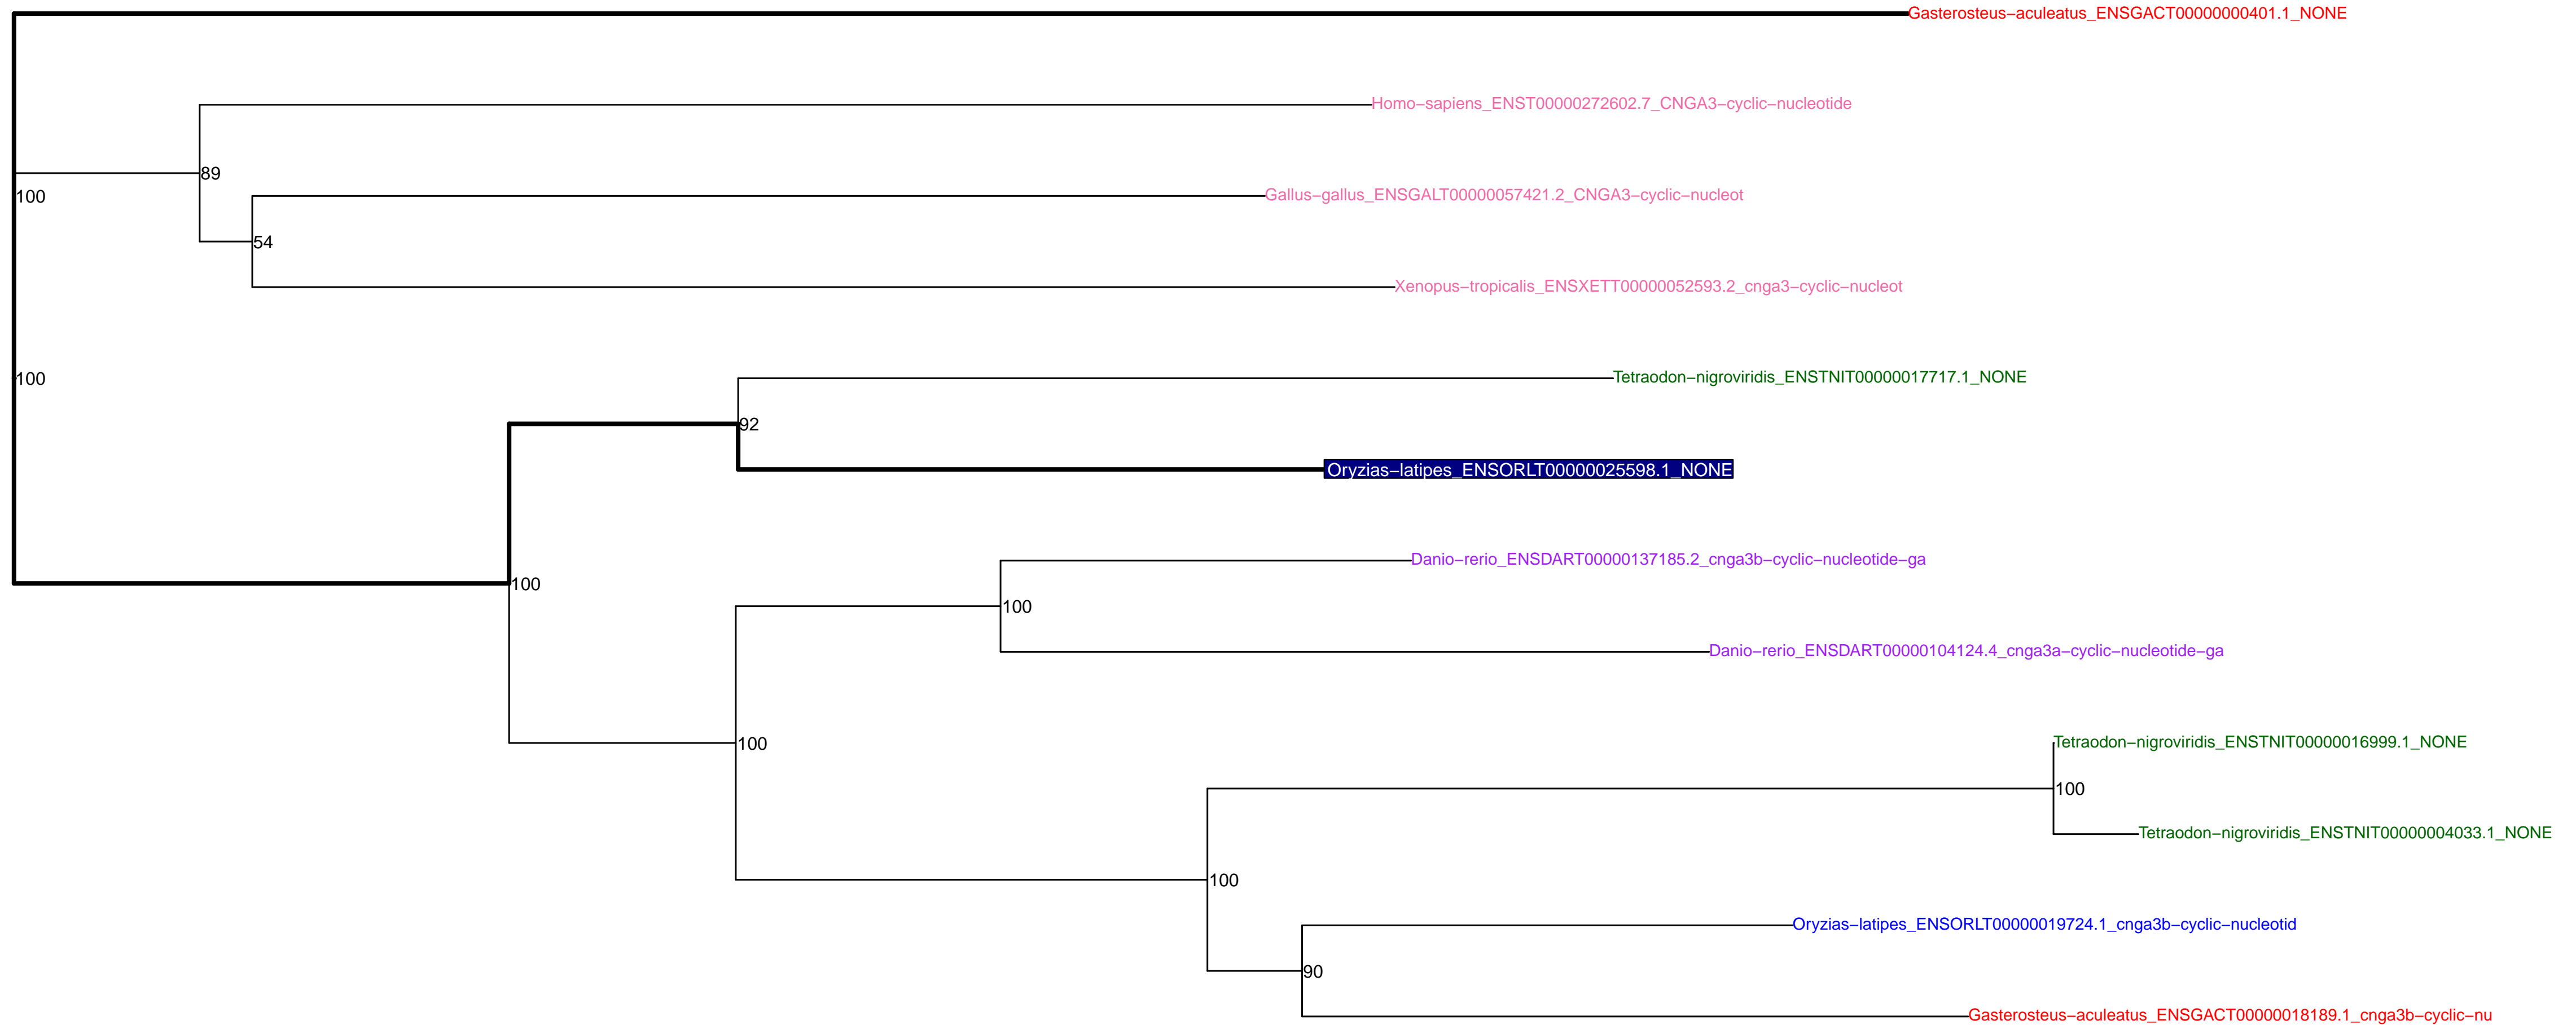 Gasterosteus−aculeatus_ENSGACT00000000401.1_NONE
Homo−sapiens_ENST00000272602.7_CNGA3−cyclic−nucleotide
89
100
Gallus−gallus_ENSGALT00000057421.2_CNGA3−cyclic−nucleot
54
Xenopus−tropicalis_ENSXETT00000052593.2_cnga3−cyclic−nucleot
100
Tetraodon−nigroviridis_ENSTNIT00000017717.1_NONE
92
Oryzias−latipes_ENSORLT00000025598.1_NONE
Danio−rerio_ENSDART00000137185.2_cnga3b−cyclic−nucleotide−ga
100
100
Danio−rerio_ENSDART00000104124.4_cnga3a−cyclic−nucleotide−ga
100
Tetraodon−nigroviridis_ENSTNIT00000016999.1_NONE
100
Tetraodon−nigroviridis_ENSTNIT00000004033.1_NONE
100
Oryzias−latipes_ENSORLT00000019724.1_cnga3b−cyclic−nucleotid
90
Gasterosteus−aculeatus_ENSGACT00000018189.1_cnga3b−cyclic−nu